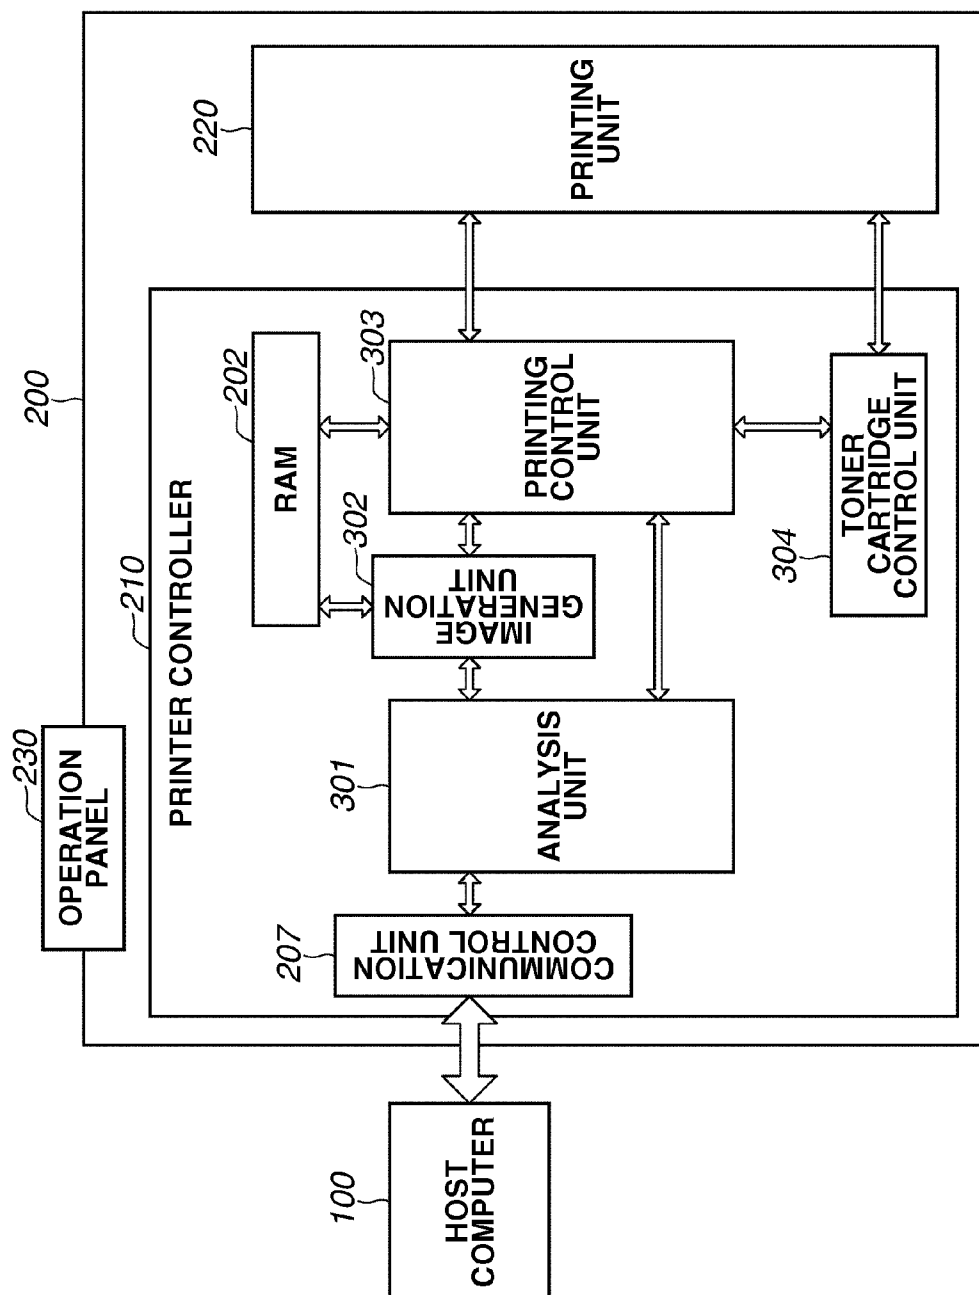 200
230
OPERATION
PANEL
210
PRINTER CONTROLLER
202
RAM
100
HOST
COMPUTER
207
COMMUNICATION
CONTROL UNIT
301
ANALYSIS
UNIT
302
IMAGE
GENERATION
UNIT
303
PRINTING
CONTROL
UNIT
220
PRINTING
UNIT
304
TONER
CARTRIDGE
CONTROL UNIT